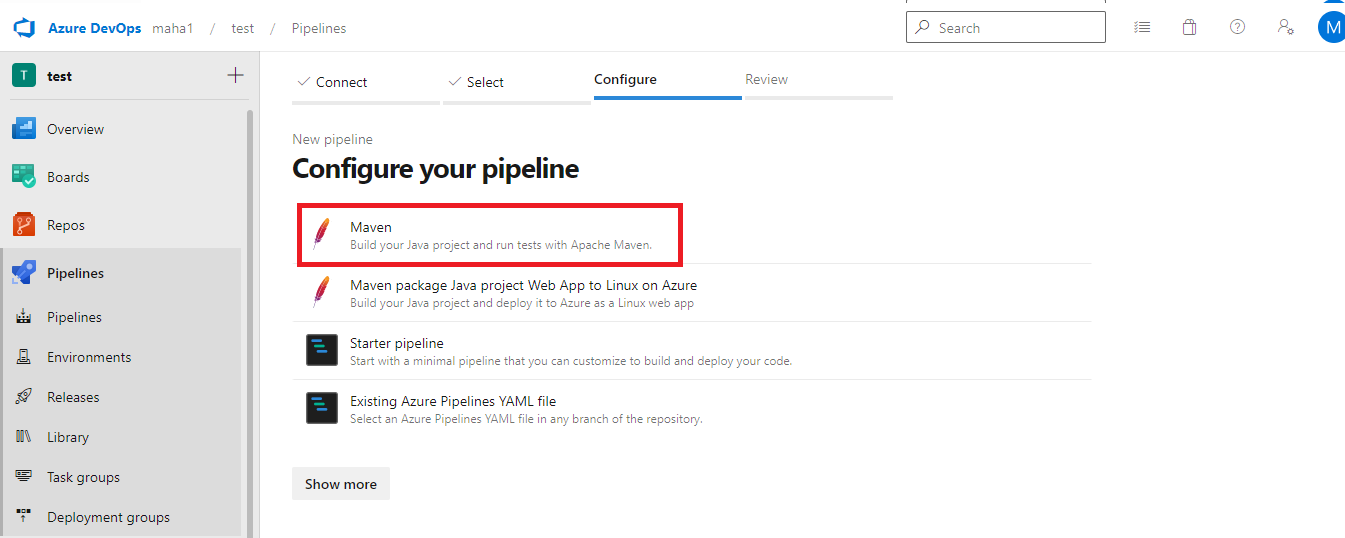 Azure DevOps maha1 / test / Pipelines
Search
M
T test
Connect
Select
Configure
Review
Overview
Boards
Repos
Pipelines
Pipelines
Environments
Releases
Library
Task groups
Deployment groups
New pipeline
Configure your pipeline
Maven
Build your Java project and run tests with Apache Maven.
Maven package Java project Web App to Linux on Azure
Build your Java project and deploy it to Azure as a Linux web app
Starter pipeline
Start with a minimal pipeline that you can customize to build and deploy your code.
Existing Azure Pipelines YAML file
Select an Azure Pipelines YAML file in any branch of the repository.
Show more